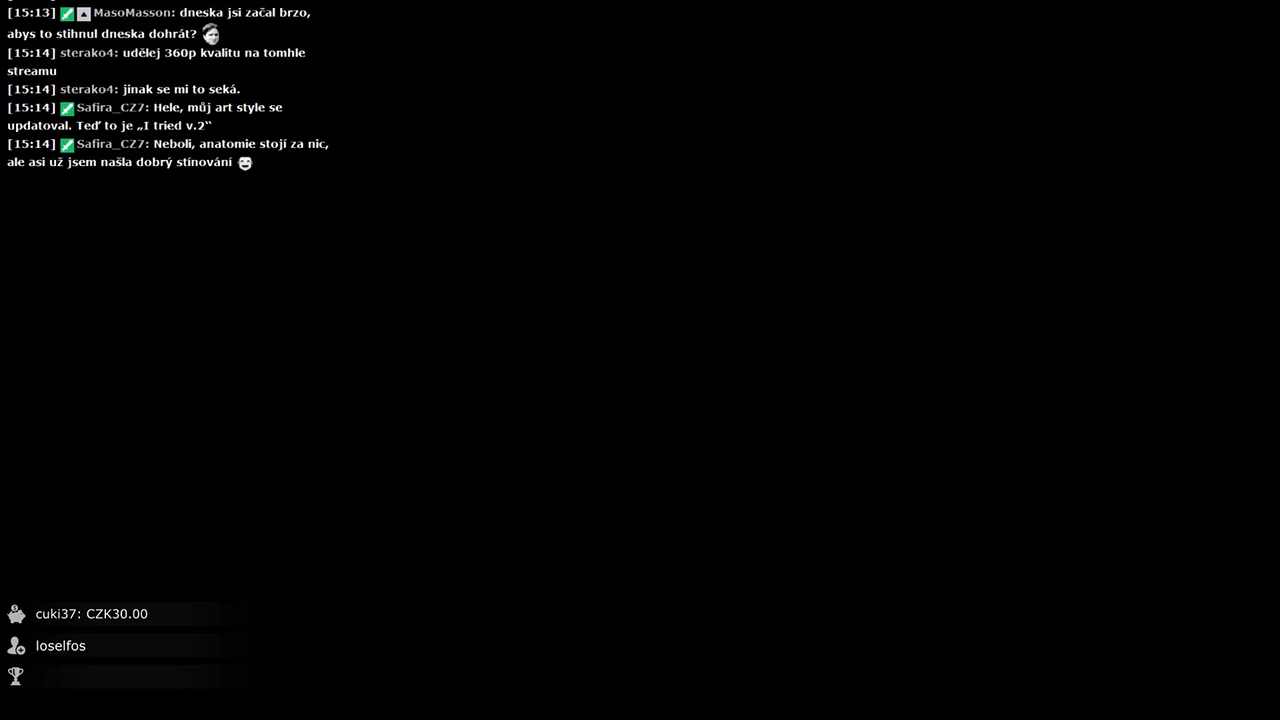 [15:13] MasoMasson: dneska jsi začal brzo,
abys to stihnul dneska dohrát?
[15:14] sterako4: udělej 360p kvalitu na tomhle
streamu
[15:14] sterako4: jinak se mi to seká.
[15:14] Safira_CZ7: Hele, můj art style se
updatoval. Teď to je „I tried v.2“
[15:14] Safira_CZ7: Neboli, anatomie stojí za nic,
ale asi už jsem našla dobrý stínování
cuki37: CZK30.00
loselfos